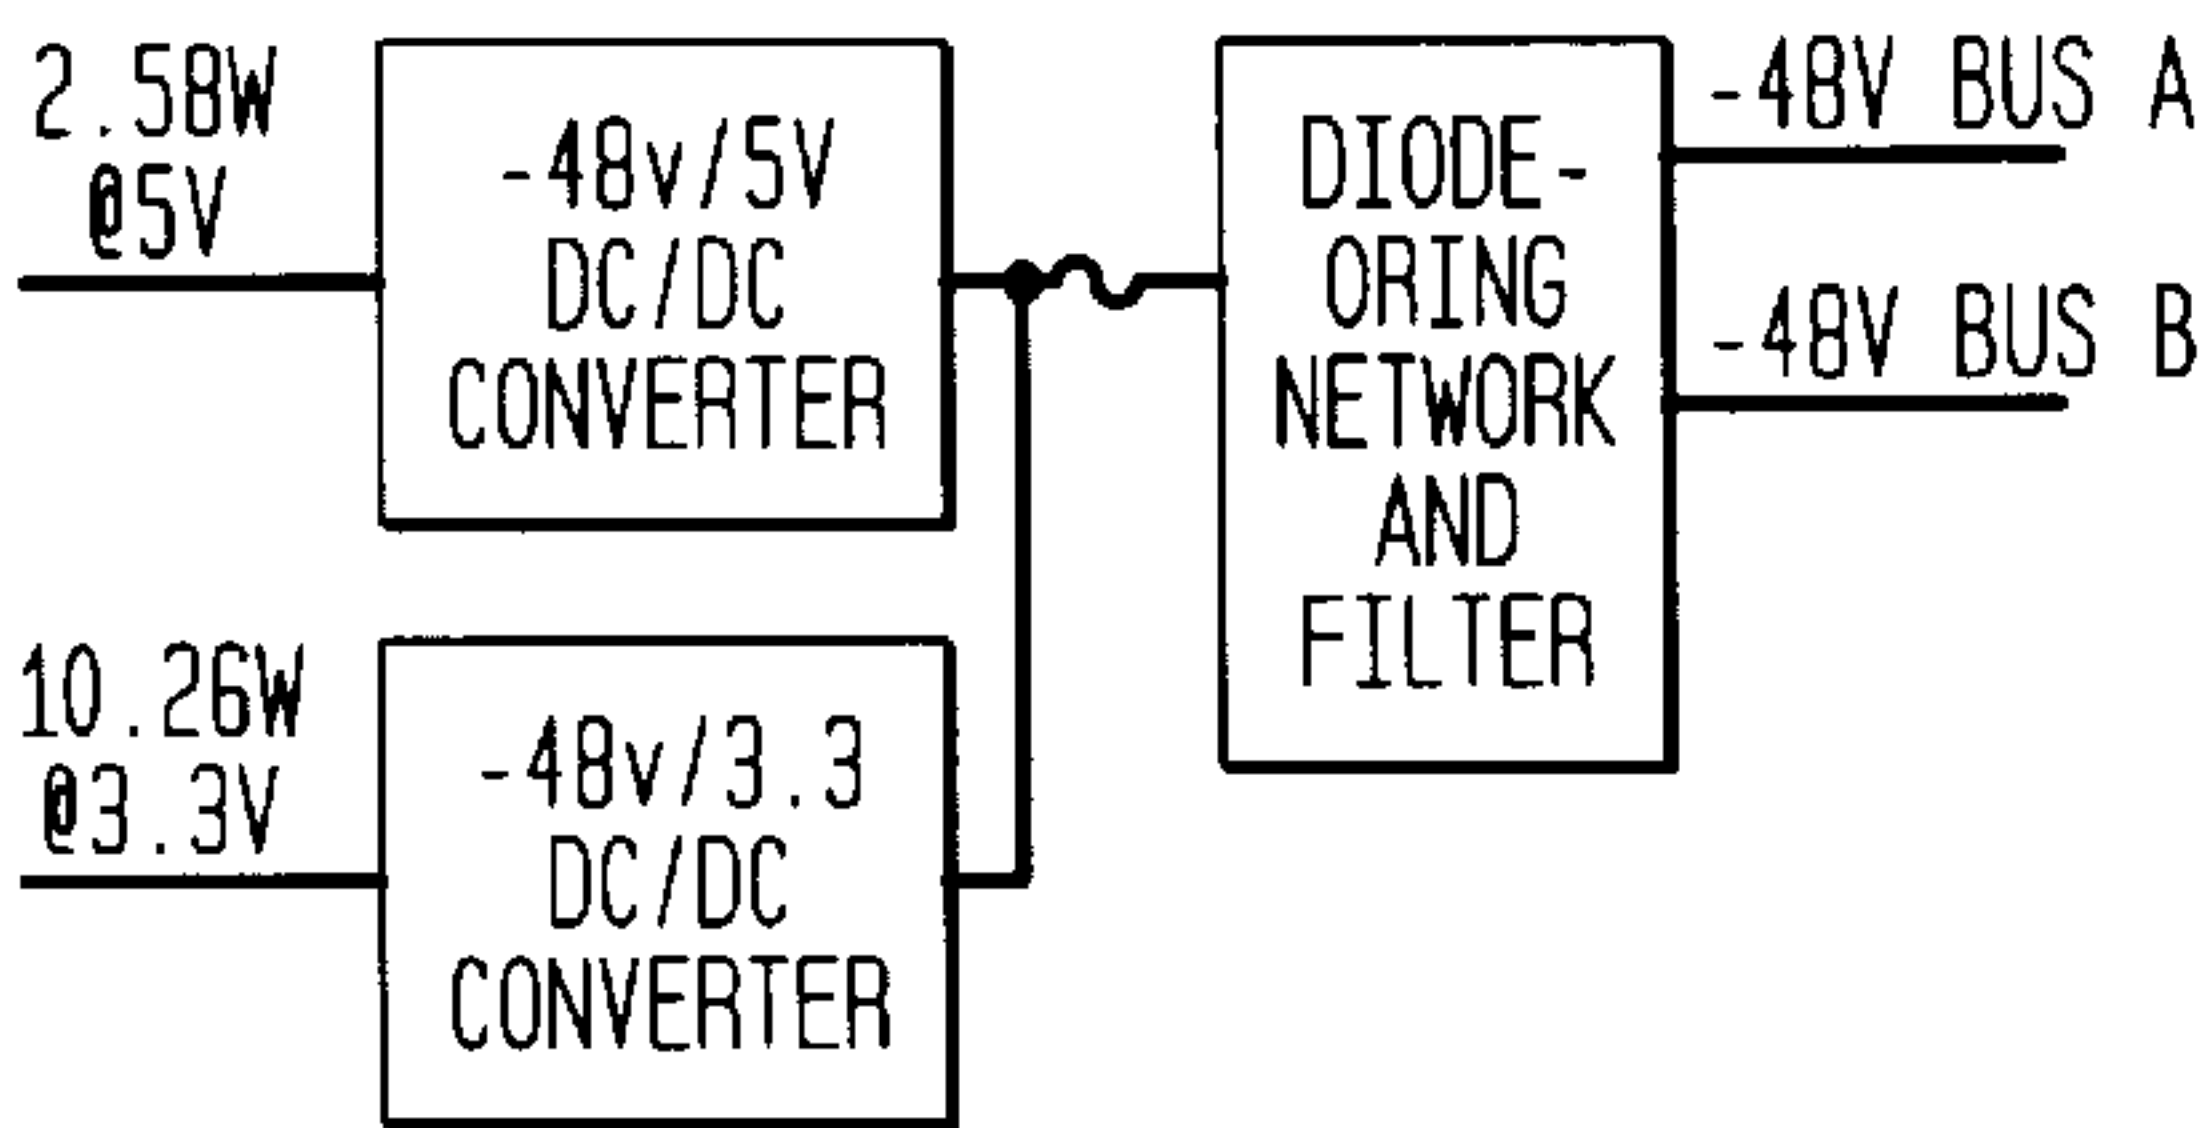 2.58W
@5V
-48v/5V
DC/DC
CONVERTER
DIODE-
ORING
NETWORK
AND
FILTER
-48V BUS A
-48V BUS B
10.26W
@3.3V
-48v/3.3
DC/DC
CONVERTER